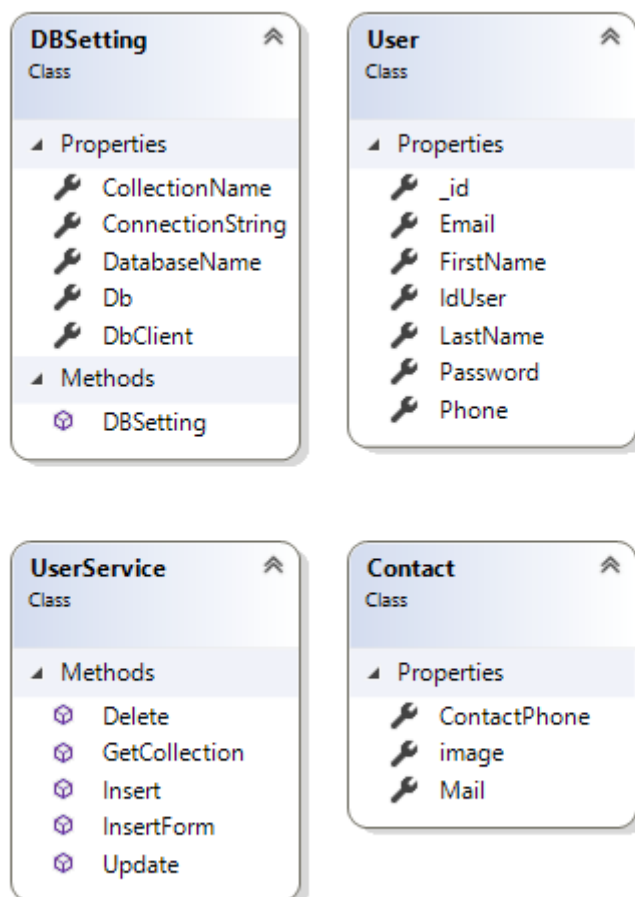 DBSetting
Class
Properties
CollectionName
ConnectionString
DatabaseName
Db
DbClient
Methods
DBSetting
User
Class
Properties
_id
Email
FirstName
IdUser
LastName
Password
Phone
UserService
Class
Methods
Delete
GetCollection
Insert
InsertForm
Update
Contact
Class
Properties
ContactPhone
image
Mail